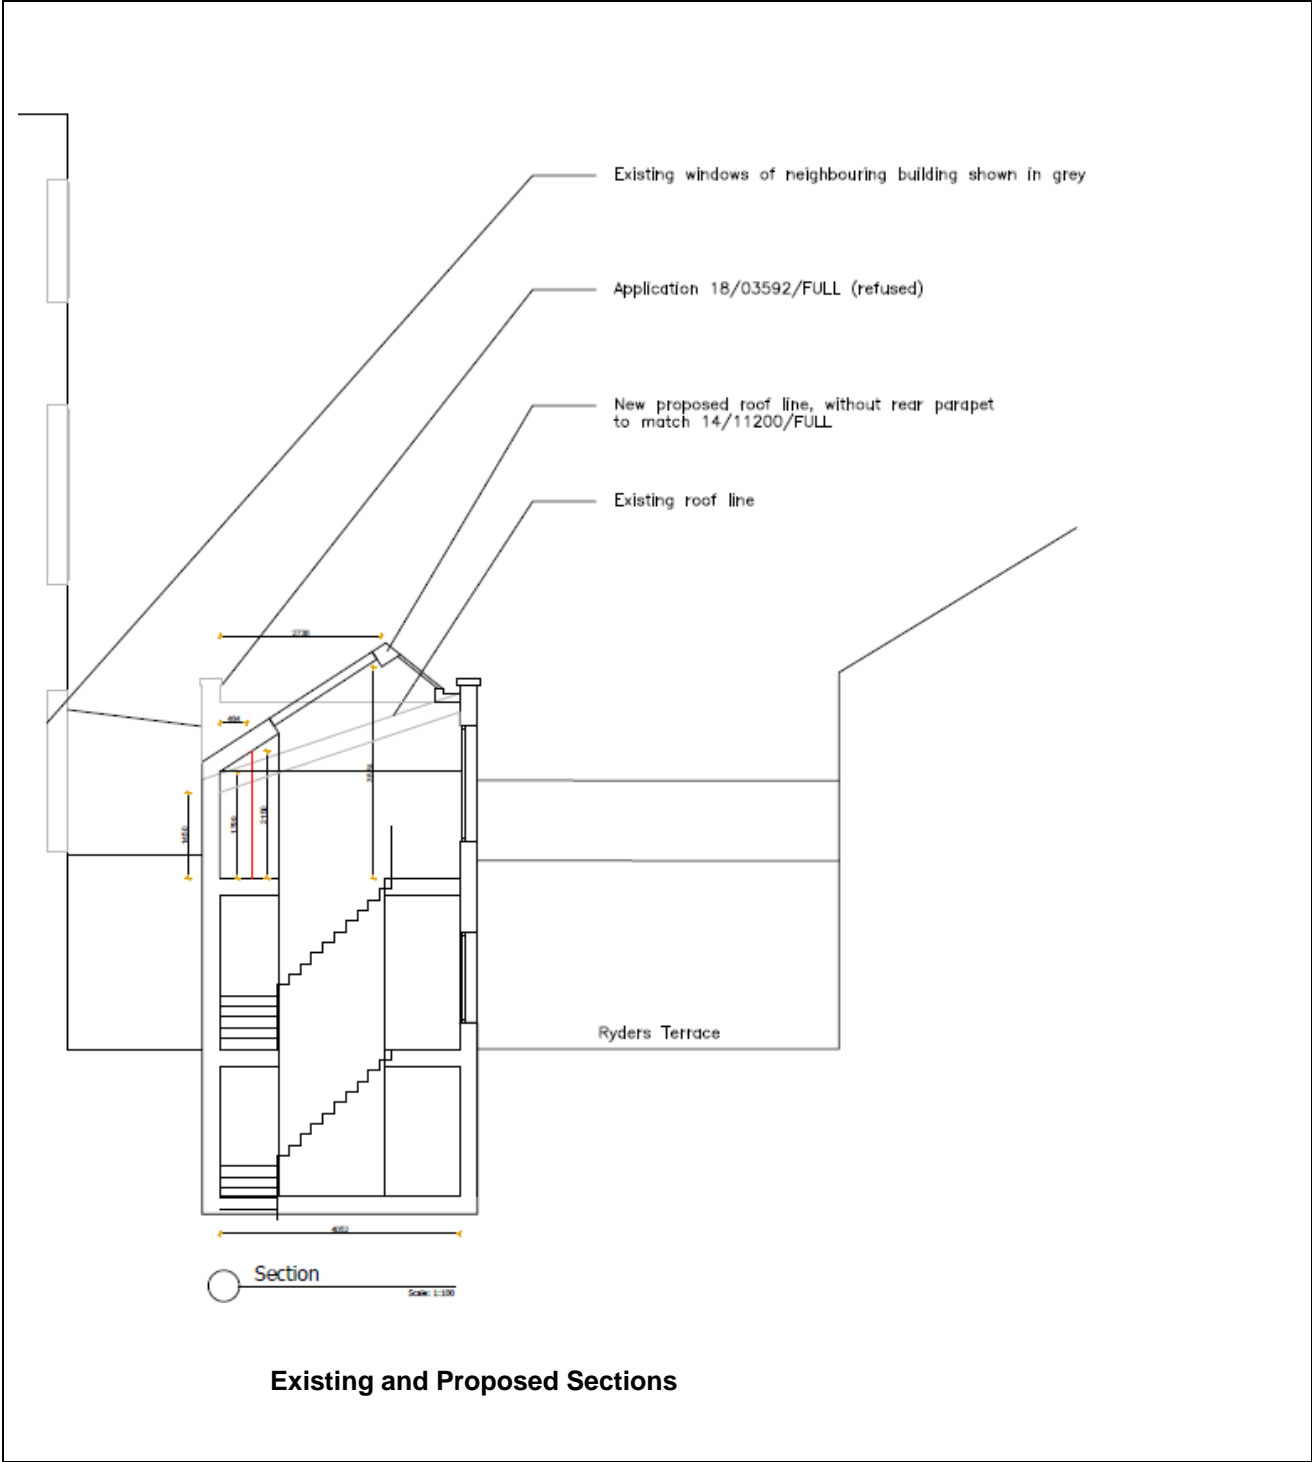 Existing windows of neighbouring building shown in grey
Application 18/03592/FULL (refused)
New proposed roof line, without rear parapet
to match 14/11200/FULL
Existing roof line
Ryders Terrace
Section
Scale: 1:100
Existing and Proposed Sections